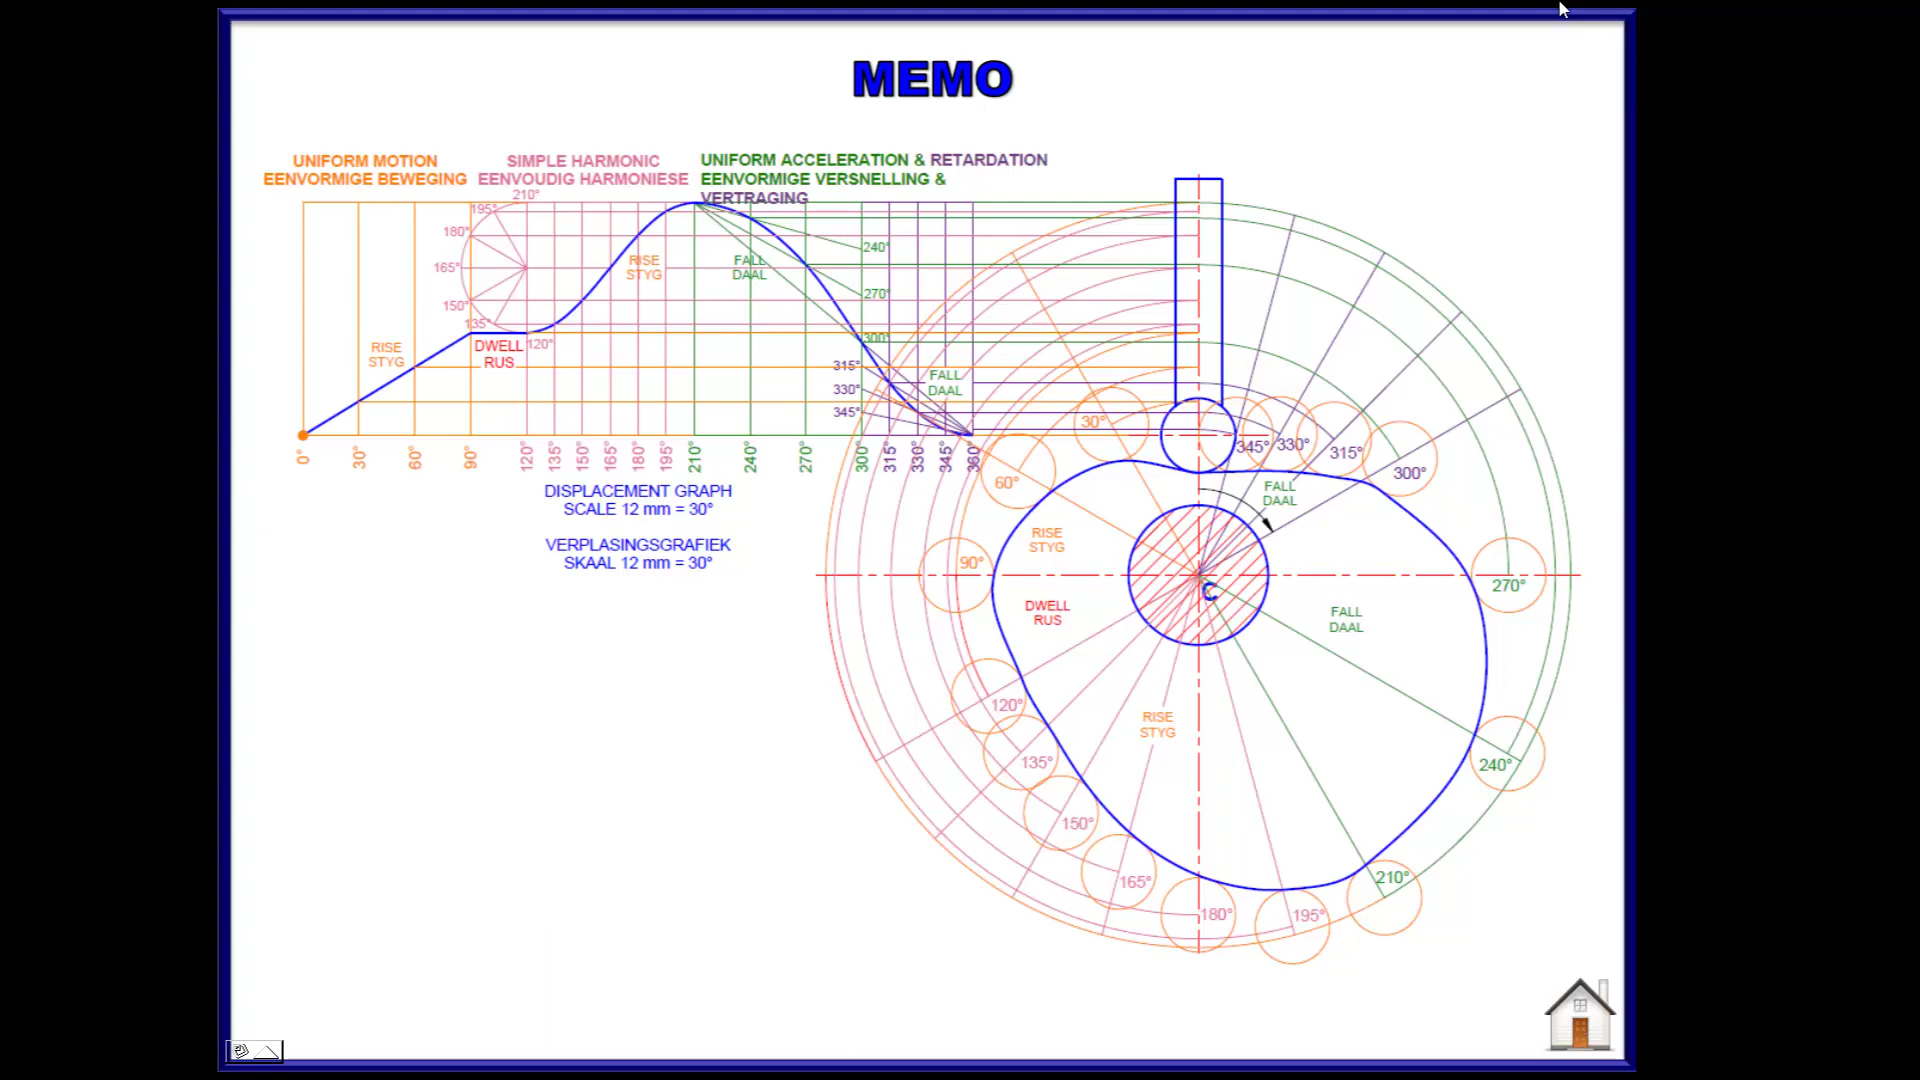 MEMO
UNIFORM MOTION
EENVORMIGE BEWEGING
SIMPLE HARMONIC
EENVOUDIG HARMONIESE
UNIFORM ACCELERATION & RETARDATION
EENVORMIGE VERSNELLING &
VERTRAGING
210°
195°
180°
165°
150°
135°
120°
RISE
STYG
DWELL
RUS
RISE
STYG
FALL
DAAL
240°
270°
300°
315°
330°
345°
FALL
DAAL
0°
30°
60°
90°
120°
135°
150°
165°
180°
195°
210°
240°
270°
300°
315°
330°
345°
360°
DISPLACEMENT GRAPH
SCALE 12 mm = 30°
VERPLASINGSGRAFIEK
SKAAL 12 mm = 30°
30°
345°
330°
315°
300°
60°
FALL
DAAL
RISE
STYG
90°
270°
C
DWELL
RUS
FALL
DAAL
120°
RISE
STYG
135°
240°
150°
165°
210°
180°
195°